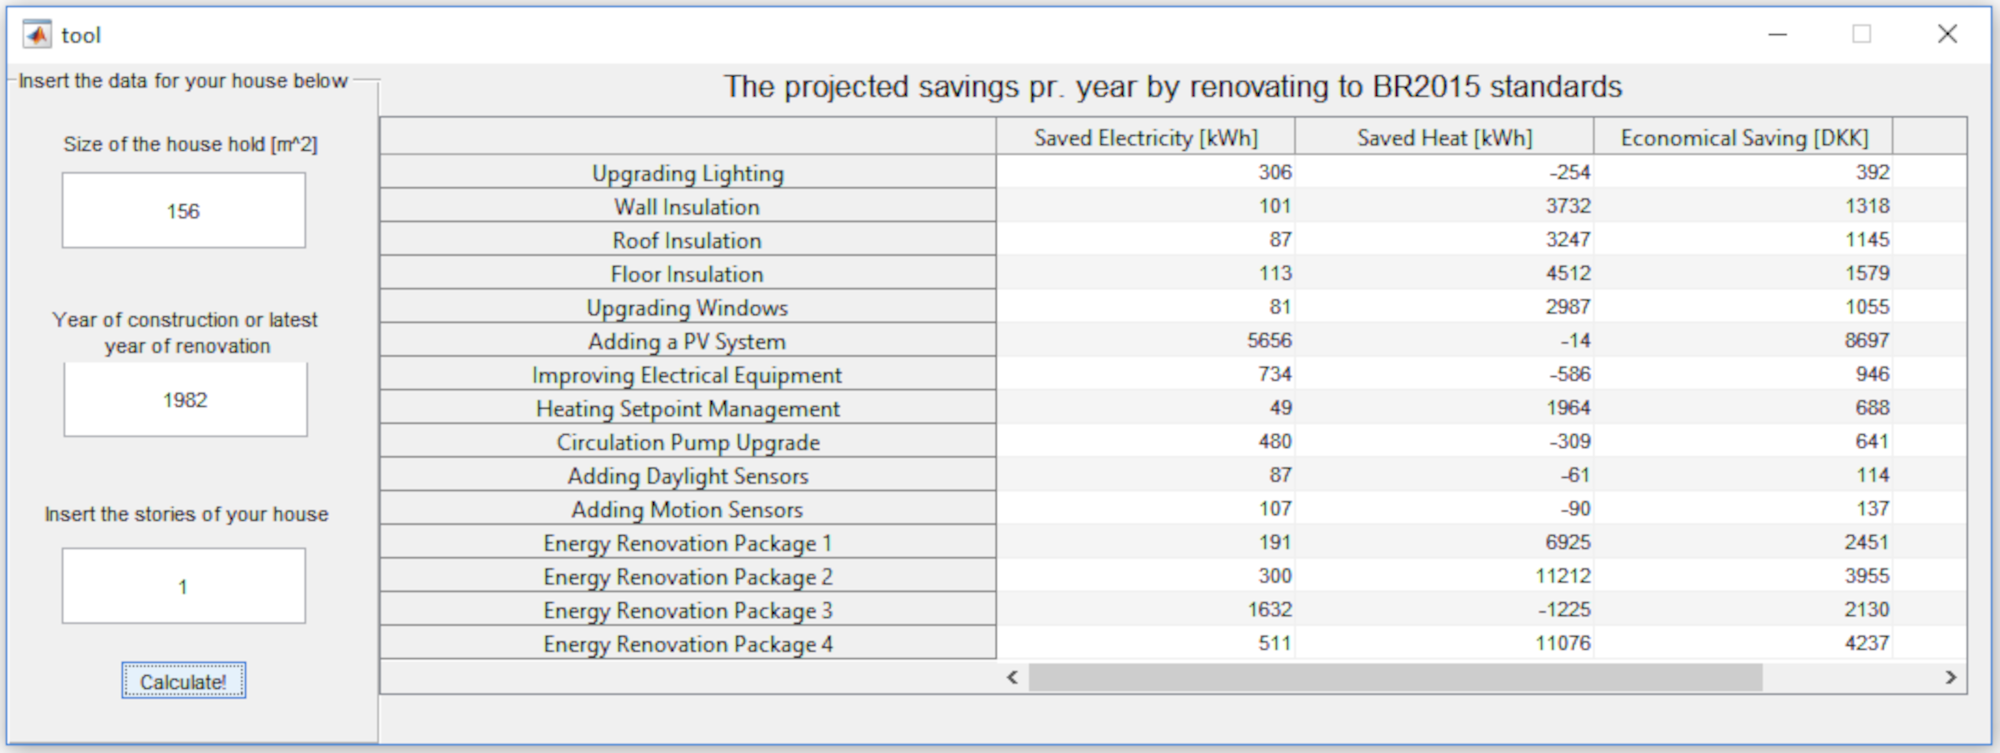 tool
Insert the data for your house below
Size of the house hold [m^2]
156
Year of construction or latest
year of renovation
1982
Insert the stories of your house
1
Calculate!
The projected savings pr. year by renovating to BR2015 standards
Saved Electricity [kWh] Saved Heat [kWh] Economical Saving [DKK]
Upgrading Lighting 306 -254 392
Wall Insulation 101 3732 1318
Roof Insulation 87 3247 1145
Floor Insulation 113 4512 1579
Upgrading Windows 81 2987 1055
Adding a PV System 5656 -14 8697
Improving Electrical Equipment 734 -586 946
Heating Setpoint Management 49 1964 688
Circulation Pump Upgrade 480 -309 641
Adding Daylight Sensors 87 -61 114
Adding Motion Sensors 107 -90 137
Energy Renovation Package 1 191 6925 2451
Energy Renovation Package 2 300 11212 3955
Energy Renovation Package 3 1632 -1225 2130
Energy Renovation Package 4 511 11076 4237